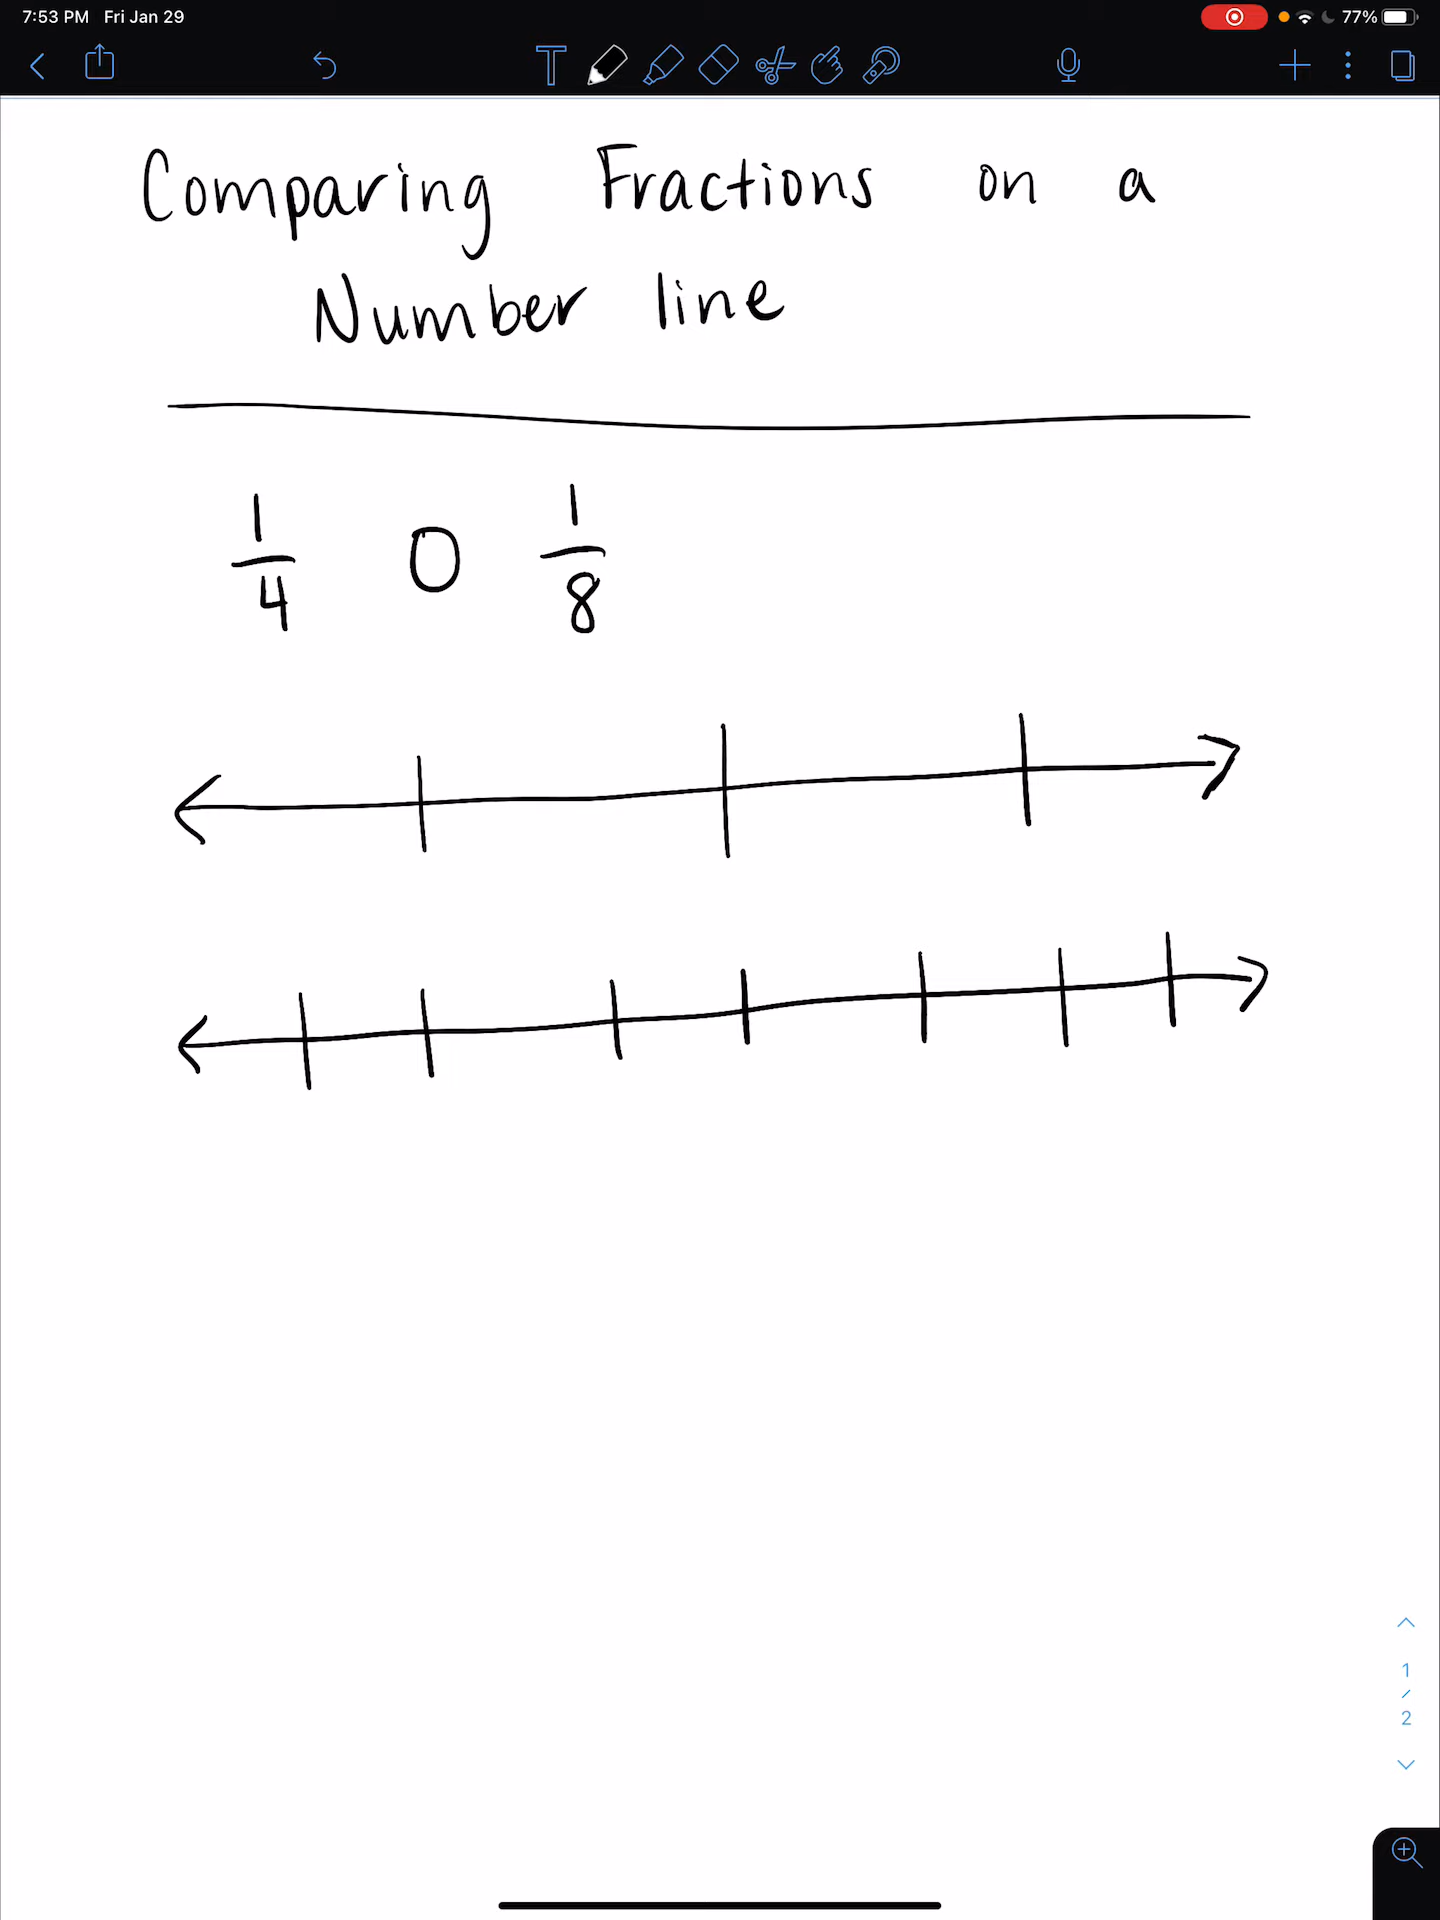 7:53 PM Fri Jan 29 77%
Comparing Fractions on a
Number line
1/4 O 1/8
1
/
2